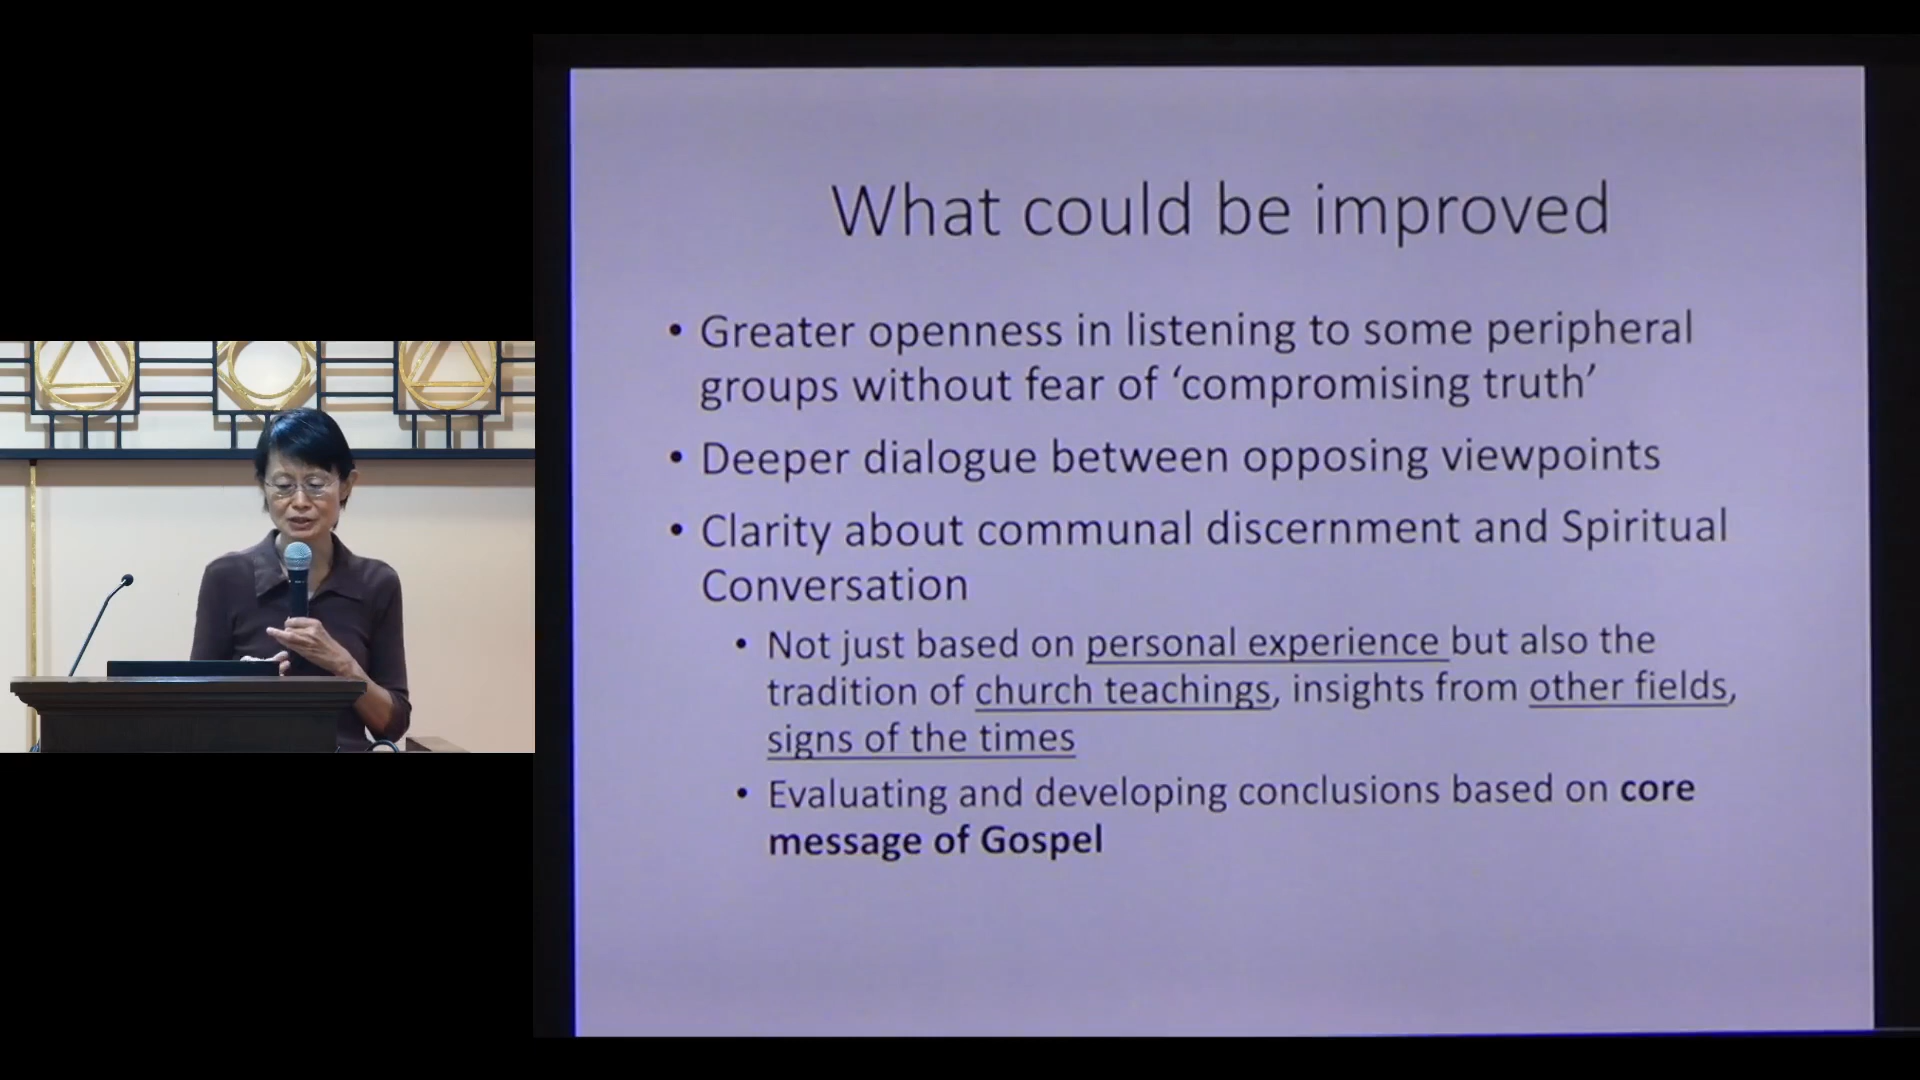 What could be improved
• Greater openness in listening to some peripheral
groups without fear of ‘compromising truth’
• Deeper dialogue between opposing viewpoints
• Clarity about communal discernment and Spiritual
Conversation
• Not just based on personal experience but also the
tradition of church teachings, insights from other fields,
signs of the times
• Evaluating and developing conclusions based on core
message of Gospel